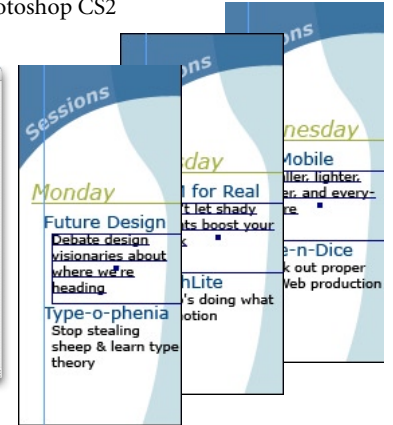 otoshop CS2
Sessions
Monday
Future Design
Debate design
visionaries about
where we're
heading
Type-o-phenia
Stop stealing
sheep & learn type
theory
ons
sday
for Real
't let shady
ts boost your
k
hLite
's doing what
otion
ons
nesday
Mobile
ller, lighter,
er, and every-
re
e-n-Dice
k out proper
Web production